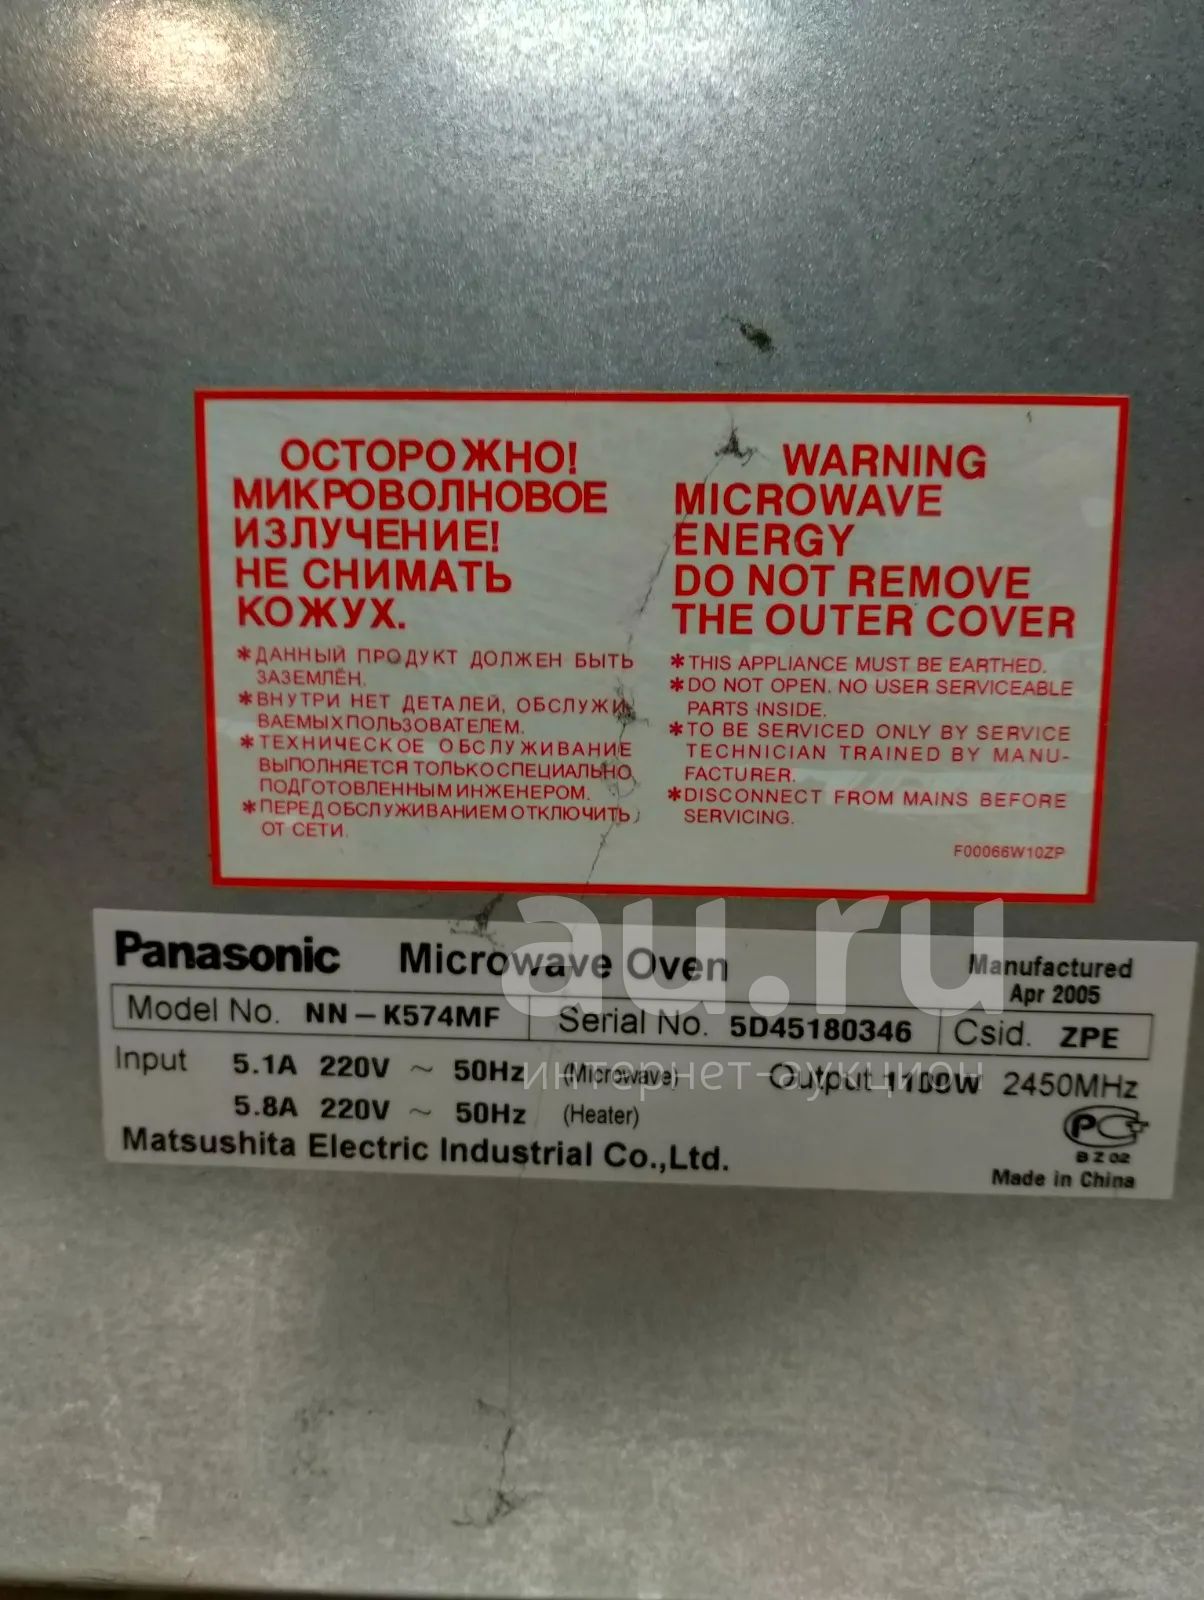 ОСТОРОЖНО!
МИКРОВОЛНОВОЕ
ИЗЛУЧЕНИЕ!
НЕ СНИМАТЬ
КОЖУХ.
*ДАННЫЙ ПРОДУКТ ДОЛЖЕН БЫТЬ
ЗАЗЕМЛЁН.
*ВНУТРИ НЕТ ДЕТАЛЕЙ, ОБСЛУЖИ-
ВАЕМЫХ ПОЛЬЗОВАТЕЛЕМ.
*ТЕХНИЧЕСКОЕ ОБСЛУЖИВАНИЕ
ВЫПОЛНЯЕТСЯ ТОЛЬКО СПЕЦИАЛЬНО
ПОДГОТОВЛЕННЫМ ИНЖЕНЕРОМ.
*ПЕРЕД ОБСЛУЖИВАНИЕМ ОТКЛЮЧИТЬ
ОТ СЕТИ.
WARNING
MICROWAVE
ENERGY
DO NOT REMOVE
THE OUTER COVER
*THIS APPLIANCE MUST BE EARTHED.
*DO NOT OPEN. NO USER SERVICEABLE
PARTS INSIDE.
*TO BE SERVICED ONLY BY SERVICE
TECHNICIAN TRAINED BY MANU-
FACTURER.
*DISCONNECT FROM MAINS BEFORE
SERVICING.
F00066W10ZP
au.ru
интернет-аукцион
Panasonic Microwave Oven Manufactured
Apr 2005
Model No. NN-K574MF Serial No. 5D45180346 Csid. ZPE
Input 5.1A 220V ~ 50Hz (Microwave) Output 1100W 2450MHz
5.8A 220V ~ 50Hz (Heater)
Matsushita Electric Industrial Co.,Ltd.
PCT
BZ02
Made in China